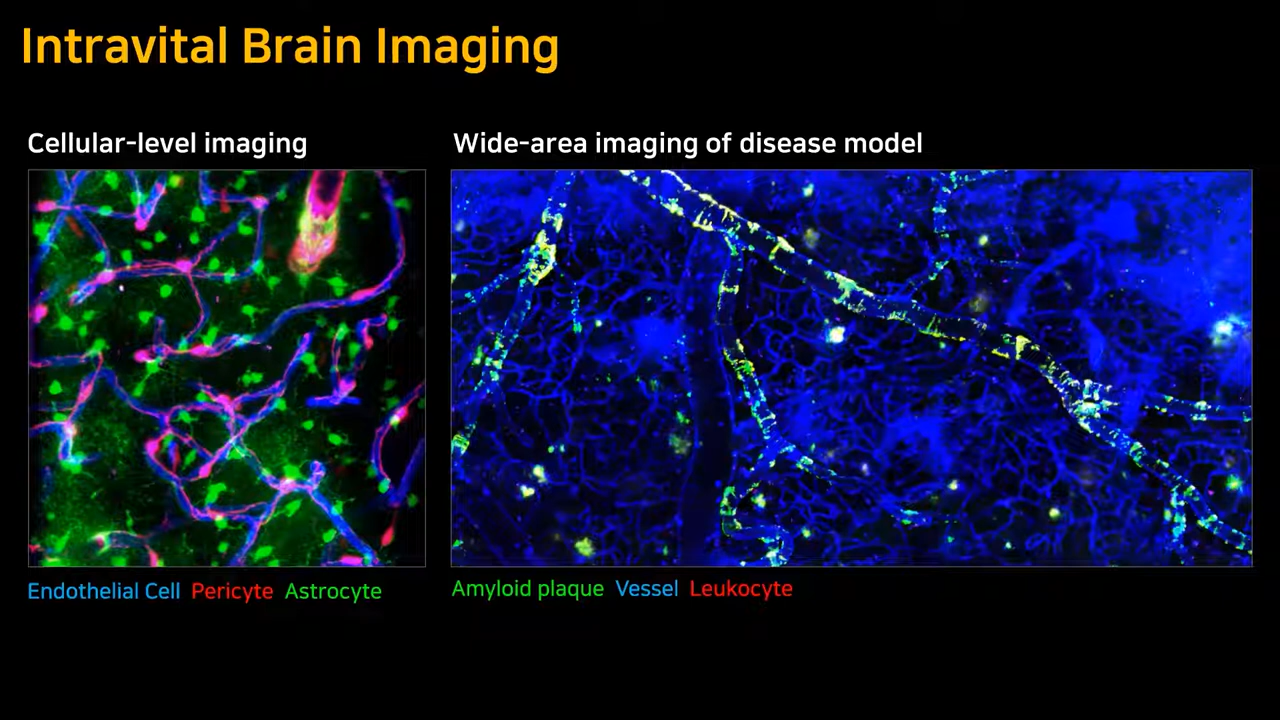 Intravital Brain Imaging
Cellular-level imaging
Wide-area imaging of disease model
Endothelial Cell Pericyte Astrocyte
Amyloid plaque Vessel Leukocyte